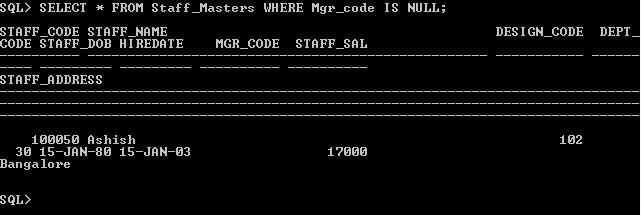 SQL> SELECT * FROM Staff_Masters WHERE Mgr_code IS NULL;
STAFF_CODE STAFF_NAME DESIGN_CODE DEPT_
CODE STAFF_DOB HIREDATE MGR_CODE STAFF_SAL
STAFF_ADDRESS
100050 Ashish 102
30 15-JAN-80 15-JAN-03 17000
Bangalore
SQL>